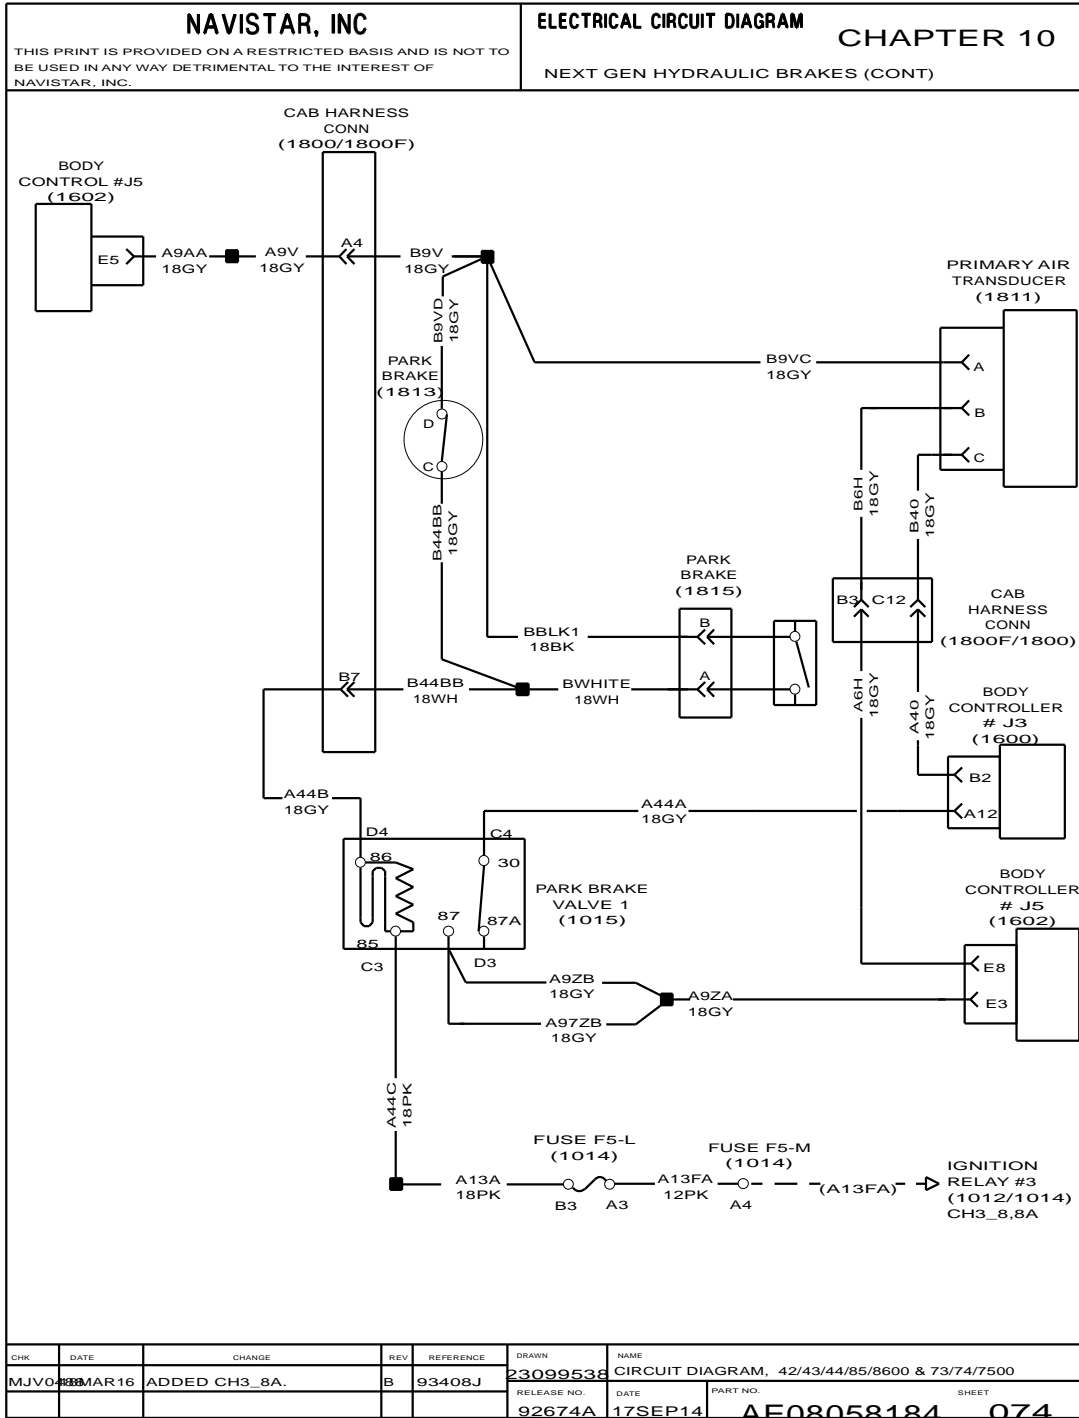 NAVISTAR, INC
THIS PRINT IS PROVIDED ON A RESTRICTED BASIS AND IS NOT TO
BE USED IN ANY WAY DETRIMENTAL TO THE INTEREST OF
NAVISTAR, INC.
ELECTRICAL CIRCUIT DIAGRAM
CHAPTER 10
NEXT GEN HYDRAULIC BRAKES (CONT)
CAB HARNESS
CONN
(1800/1800F)
BODY
CONTROL #J5
(1602)
E5
A9AA
18GY
A9V
18GY
A4
B9V
18GY
B9VD
18GY
PARK
BRAKE
(1813)
D
C
B44BB
18GY
PRIMARY AIR
TRANSDUCER
(1811)
B9VC
18GY
A
B
C
B6H
18GY
B40
18GY
PARK
BRAKE
(1815)
B
A
BBLK1
18BK
B7
B44BB
18WH
BWHITE
18WH
B3
C12
CAB
HARNESS
CONN
(1800F/1800)
A6H
18GY
A40
18GY
BODY
CONTROLLER
# J3
(1600)
B2
A12
A44B
18GY
A44A
18GY
D4
C4
86
30
87
87A
85
C3
D3
PARK BRAKE
VALVE 1
(1015)
BODY
CONTROLLER
# J5
(1602)
E8
E3
A9ZB
18GY
A9ZA
18GY
A97ZB
18GY
A44C
18PK
FUSE F5-L
(1014)
FUSE F5-M
(1014)
A13A
18PK
B3
A3
A13FA
12PK
A4
(A13FA)
IGNITION
RELAY #3
(1012/1014)
CH3_8,8A
CHK DATE CHANGE REV REFERENCE
ADDED CH3_8A. B 93408J
DRAWN
23099538
NAME
CIRCUIT DIAGRAM, 42/43/44/85/8600 & 73/74/7500
RELEASE NO.
92674A
DATE
17SEP14
PART NO.
AE08058184
SHEET
074